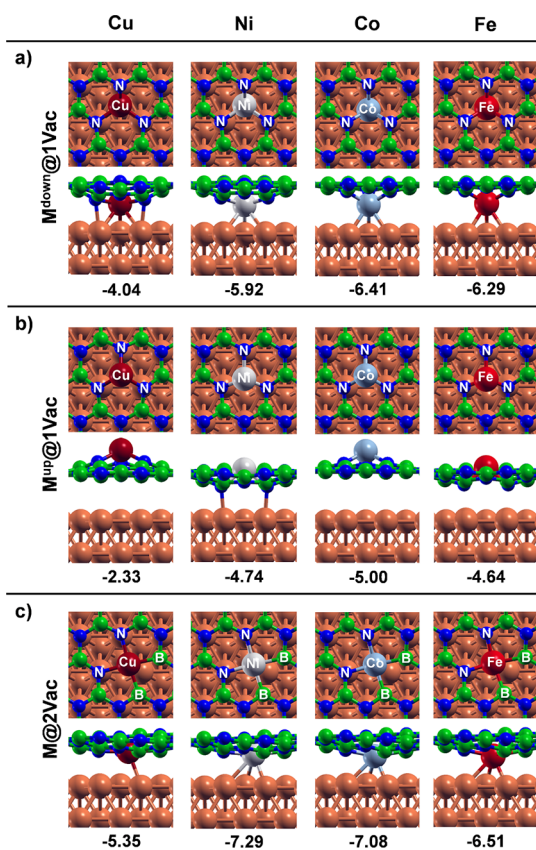 Cu Ni Co Fe
a)
M^down@1Vac
N N N N
Cu Ni Co Fe
N N N N N N N N
-4.04 -5.92 -6.41 -6.29
b)
M^up@1Vac
N N N N
Cu Ni Co Fe
N N N N N N N N
-2.33 -4.74 -5.00 -4.64
c)
M@2Vac
N N N N
Cu B Ni B Co B Fe B
N B N B N B N B
-5.35 -7.29 -7.08 -6.51